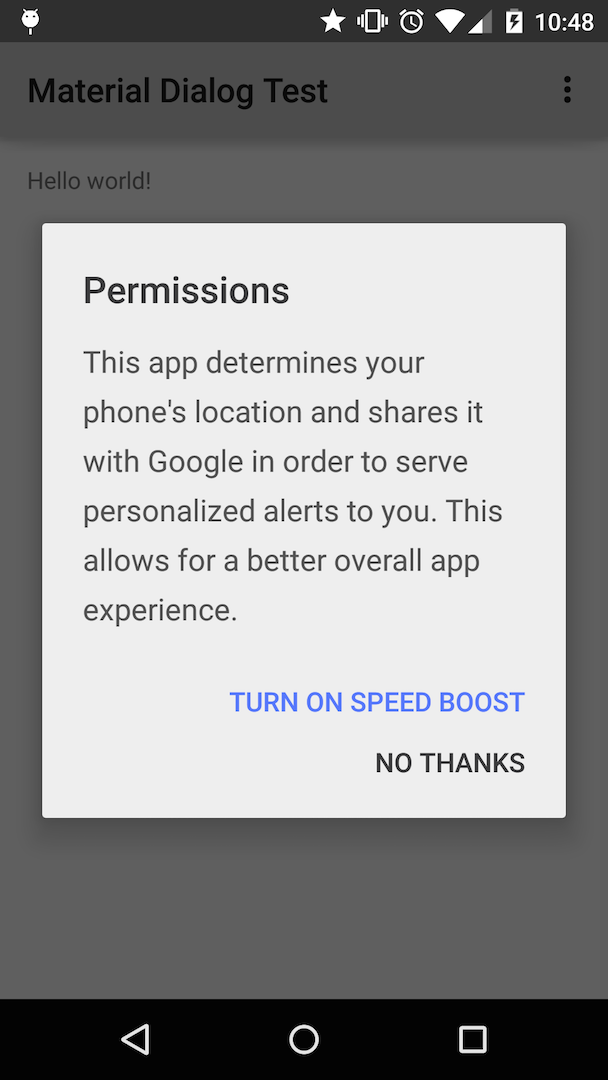 10:48
Material Dialog Test
Hello world!
Permissions
This app determines your
phone's location and shares it
with Google in order to serve
personalized alerts to you. This
allows for a better overall app
experience.
TURN ON SPEED BOOST
NO THANKS